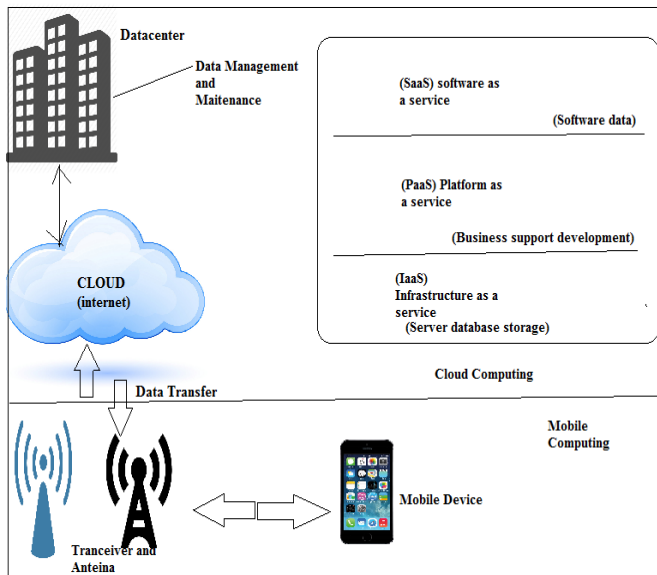 Datacenter
Data Management
and
Maitenance
(SaaS) software as
a service
(Software data)
(PaaS) Platform as
a service
(Business support development)
(IaaS)
Infrastructure as a
service
(Server database storage)
CLOUD
(internet)
Cloud Computing
Data Transfer
Mobile
Computing
Mobile Device
Tranceiver and
Anteina